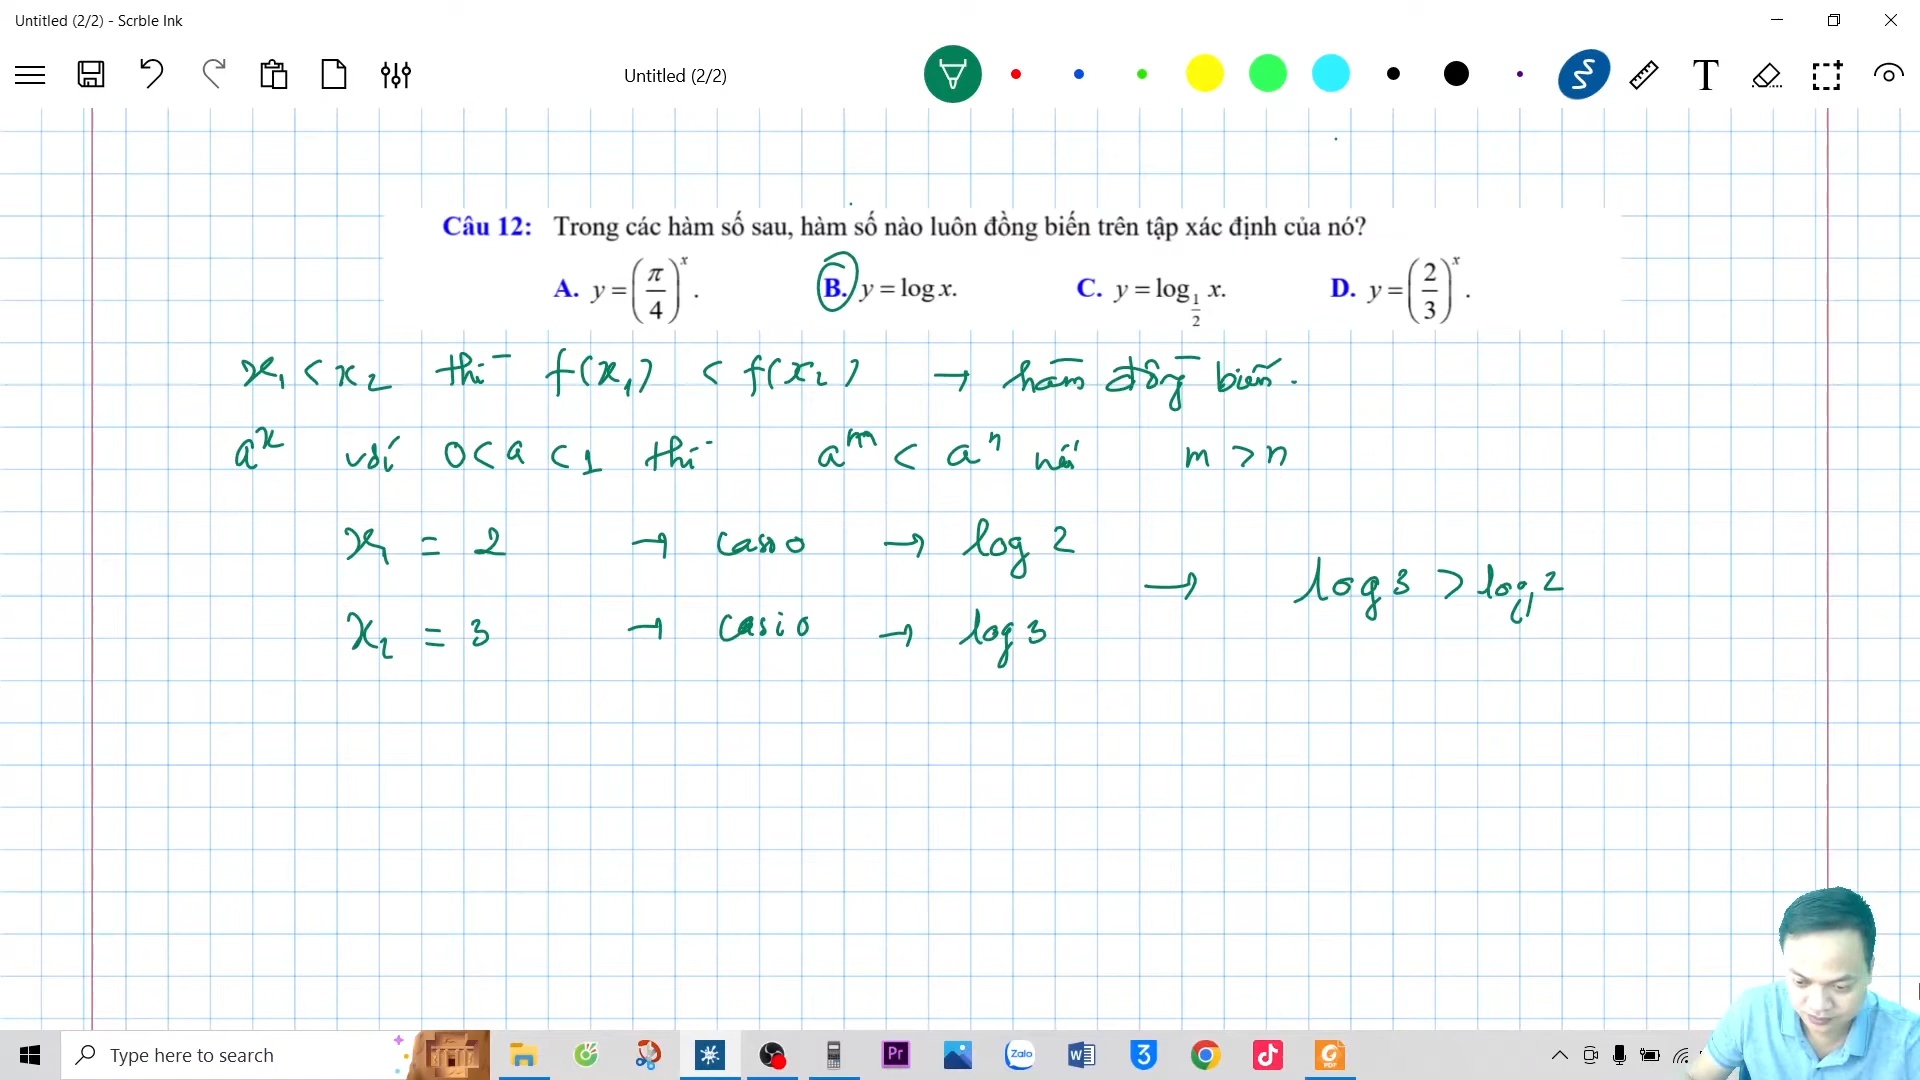 Untitled (2/2) - Scrble Ink
Untitled (2/2)
T
Câu 12: Trong các hàm số sau, hàm số nào luôn đồng biến trên tập xác định của nó?
A. y = (π/4)^x. B. y = log x. C. y = log_{1/2} x. D. y = (2/3)^x.
x₁ < x₂ thì f(x₁) < f(x₂) → hàm đồng biến.
a^x với 0 < a < 1 thì a^m < a^n nếu m > n
x₁ = 2 → casio → log 2
→ log 3 > log 2
x₂ = 3 → casio → log 3
Type here to search
Pr
Zalo
W
PDF